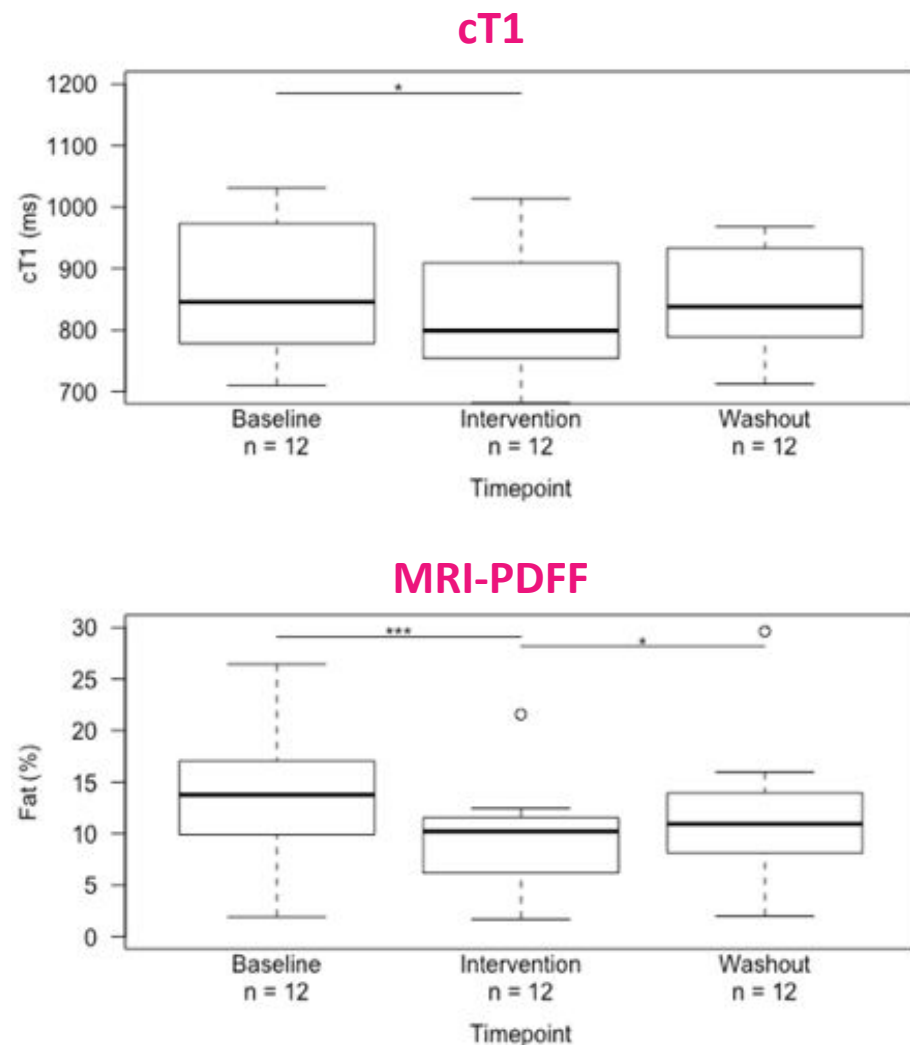 cT1
*
1200
1100
1000
900
800
700
cT1 (ms)
Baseline
Intervention
Washout
n = 12
n = 12
n = 12
Timepoint
MRI-PDFF
***
*
30
25
20
15
10
5
0
Fat (%)
Baseline
Intervention
Washout
n = 12
n = 12
n = 12
Timepoint